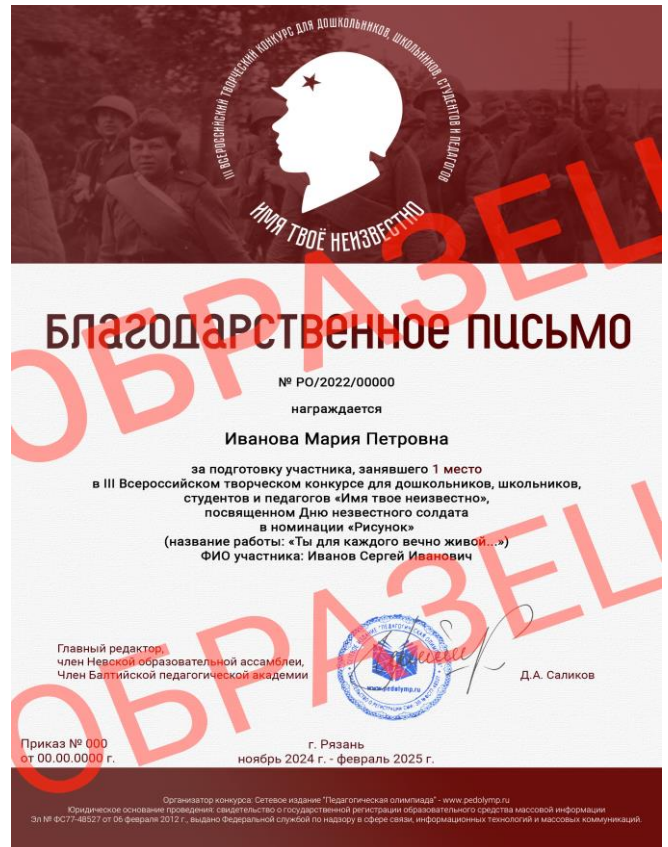 III ВСЕРОССИЙСКИЙ ТВОРЧЕСКИЙ КОНКУРС ДЛЯ ДОШКОЛЬНИКОВ, ШКОЛЬНИКОВ, СТУДЕНТОВ И ПЕДАГОГОВ
ИМЯ ТВОЁ НЕИЗВЕСТНО
ОБРАЗЕЦ
БЛАГОДАРСТВЕННОЕ ПИСЬМО
№ PO/2022/00000
награждается
Иванова Мария Петровна
за подготовку участника, занявшего 1 место
в III Всероссийском творческом конкурсе для дошкольников, школьников,
студентов и педагогов «Имя твое неизвестно»,
посвященном Дню незвестного солдата
в номинации «Рисунок»
(название работы: «Ты для каждого вечно живой...»)
ФИО участника: Иванов Сергей Иванович
ОБРАЗЕЦ
Главный редактор,
член Невской образовательной ассамблеи,
Член Балтийской педагогической академии
www.pedolymp.ru
Д.А. Саликов
Приказ № 000
от 00.00.0000 г.
г. Рязань
ноябрь 2024 г. - февраль 2025 г.
Организатор конкурса: Сетевое издание "Педагогическая олимпиада" - www.pedolymp.ru
Юридическое основание проведения: свидетельство о государственной регистрации образовательного средства массовой информации
Эл № ФС77-48527 от 06 февраля 2012 г., выдано Федеральной службой по надзору в сфере связи, информационных технологий и массовых коммуникаций.